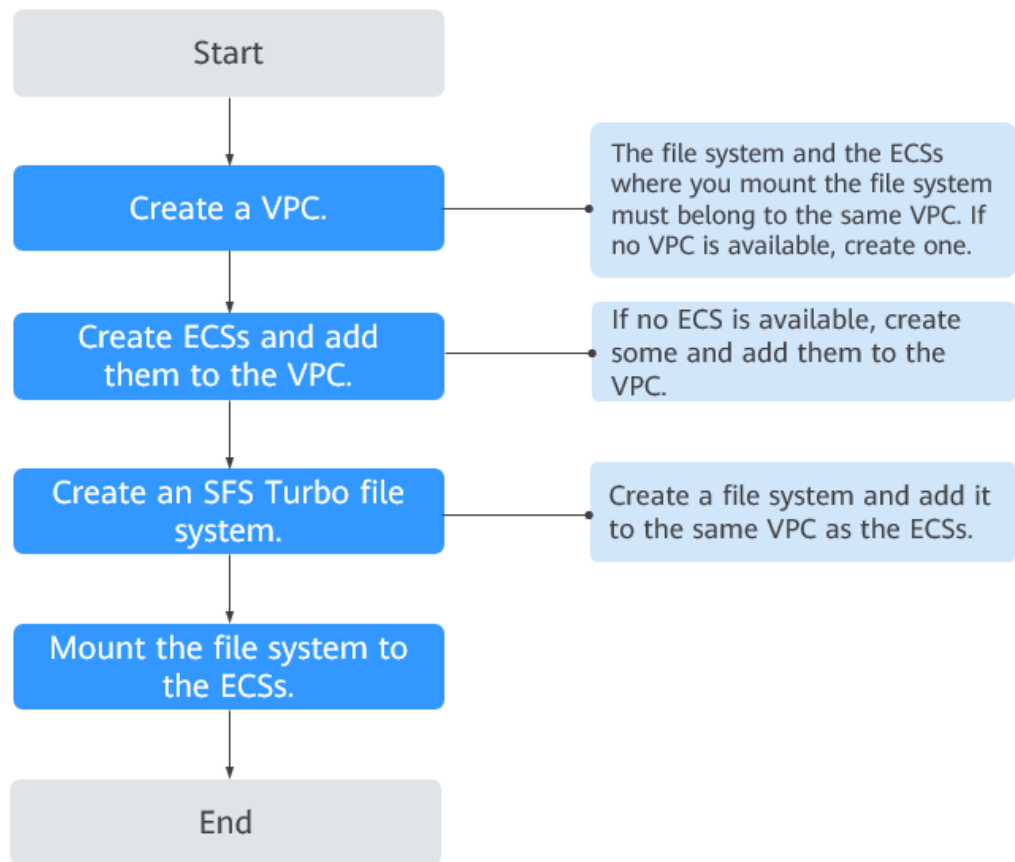 Start
Create a VPC.
The file system and the ECSs
where you mount the file system
must belong to the same VPC. If
no VPC is available, create one.
Create ECSs and add
them to the VPC.
If no ECS is available, create
some and add them to the
VPC.
Create an SFS Turbo file
system.
Create a file system and add it
to the same VPC as the ECSs.
Mount the file system to
the ECSs.
End